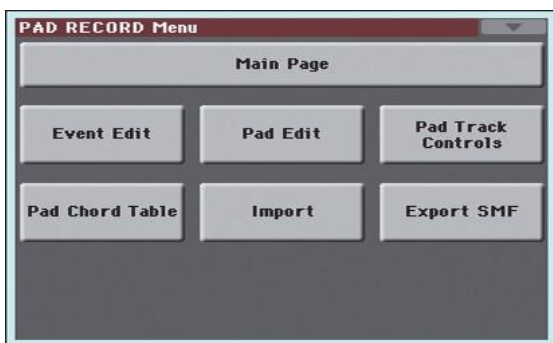 PAD RECORD Menu
Main Page
Event Edit
Pad Edit
Pad Track
Controls
Pad Chord Table
Import
Export SMF